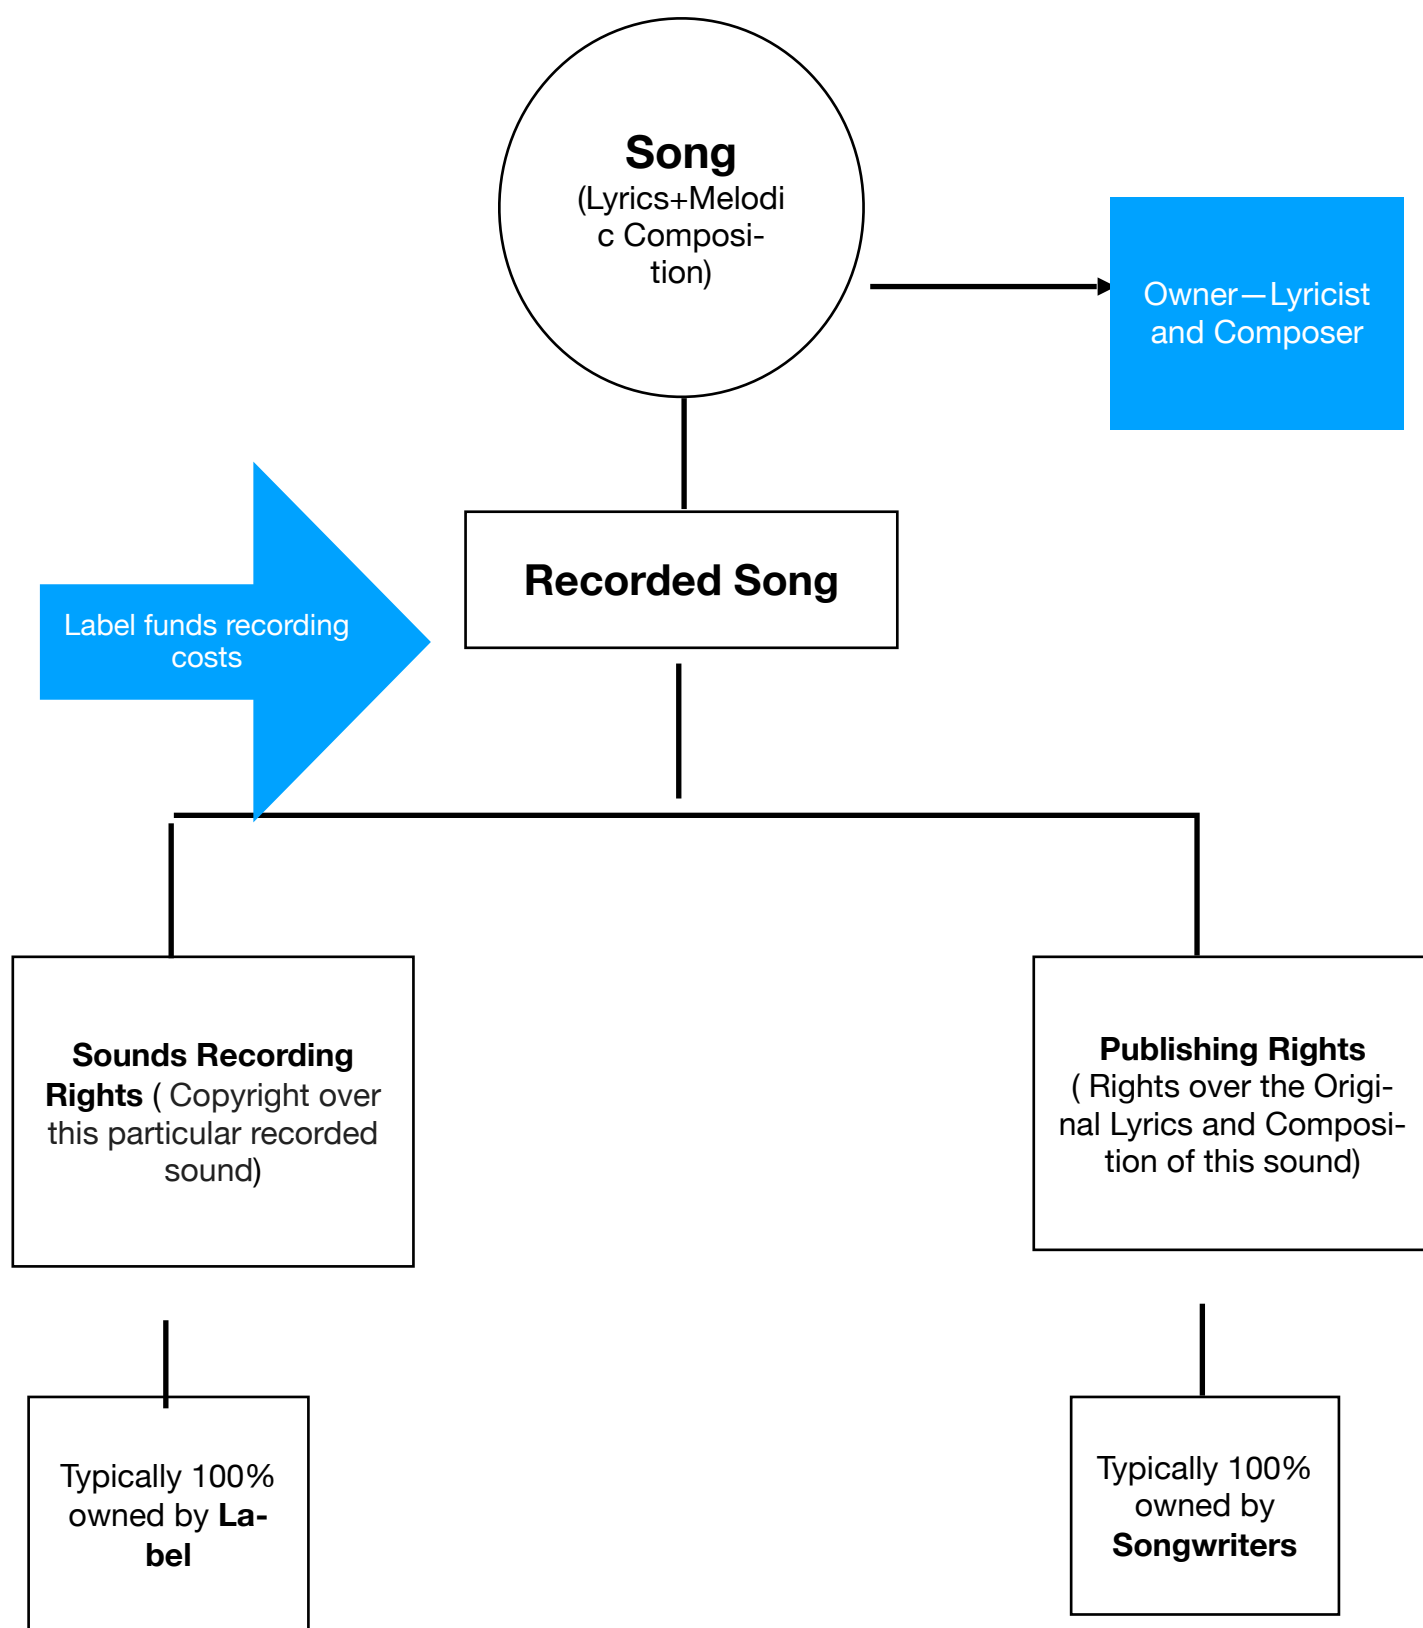 Song
(Lyrics+Melodi
c Composi-
tion)
Owner—Lyricist
and Composer
Recorded Song
Label funds recording
costs
Sounds Recording
Rights ( Copyright over
this particular recorded
sound)
Publishing Rights
( Rights over the Origi-
nal Lyrics and Composi-
tion of this sound)
Typically 100%
owned by La-
bel
Typically 100%
owned by
Songwriters